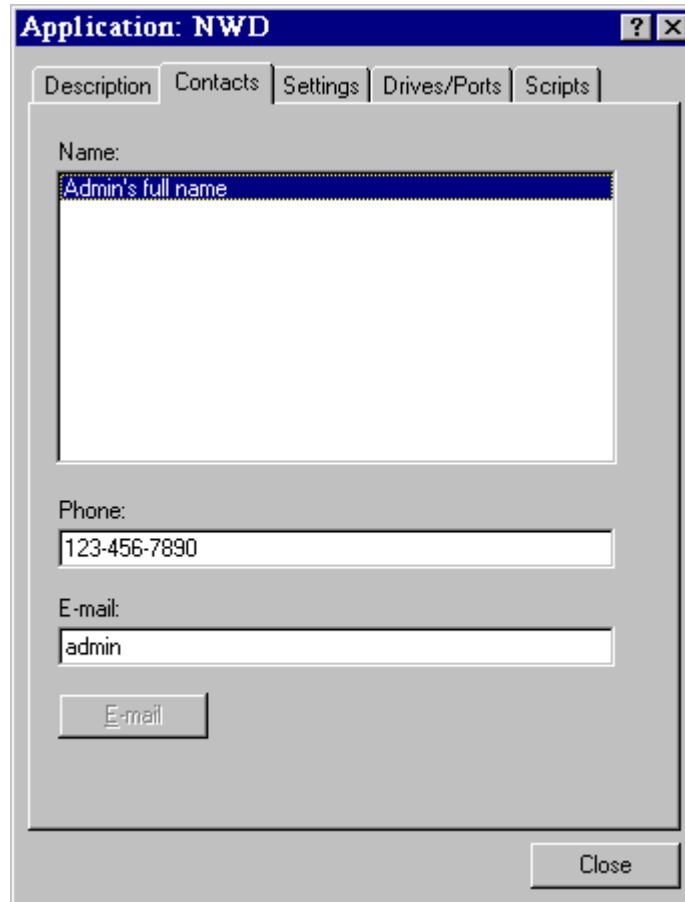 Application: NWD
Description Contacts Settings Drives/Ports Scripts
Name:
Admin's full name
Phone:
123-456-7890
E-mail:
admin
E-mail
Close